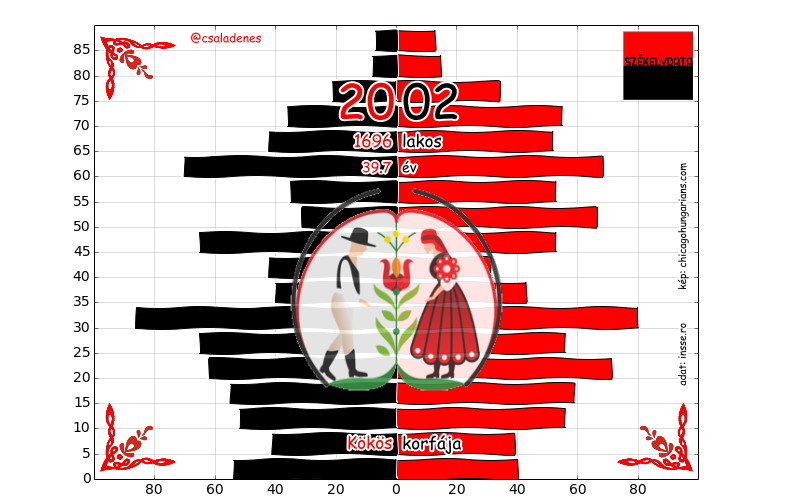 @csaladenes
SZÉKELYDATA
2002
1696 lakos
39.7 év
kép: chicagohungarians.com
adat: insse.ro
Kökös korfája
85
80
75
70
65
60
55
50
45
40
35
30
25
20
15
10
5
0
80 60 40 20 0 20 40 60 80